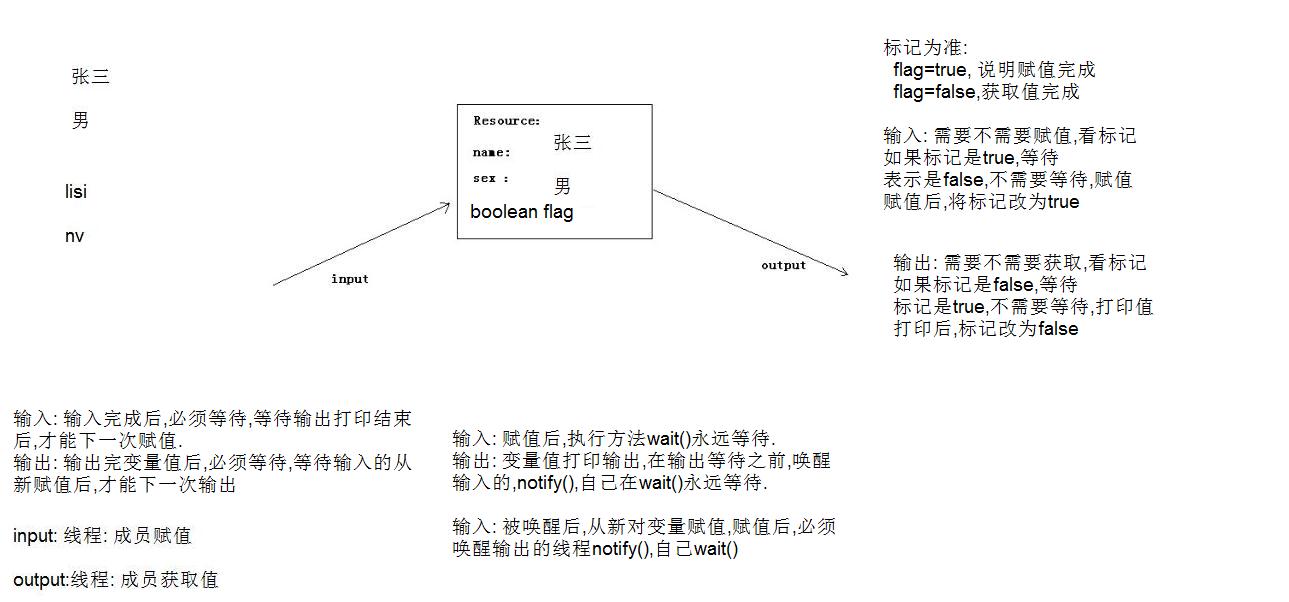 张三
男
lisi
nv
Resource:
name:
张三
sex :
男
boolean flag
input
output
标记为准:
flag=true, 说明赋值完成
flag=false,获取值完成
输入: 需要不需要赋值,看标记
如果标记是true,等待
表示是false,不需要等待,赋值
赋值后,将标记改为true
输出: 需要不需要获取,看标记
如果标记是false,等待
标记是true,不需要等待,打印值
打印后,标记改为false
输入: 输入完成后,必须等待,等待输出打印结束
后,才能下一次赋值.
输出: 输出完变量值后,必须等待,等待输入的从
新赋值后,才能下一次输出
input: 线程: 成员赋值
output:线程: 成员获取值
输入: 赋值后,执行方法wait()永远等待.
输出: 变量值打印输出,在输出等待之前,唤醒
输入的,notify(),自己在wait()永远等待.
输入: 被唤醒后,从新对变量赋值,赋值后,必须
唤醒输出的线程notify(),自己wait()